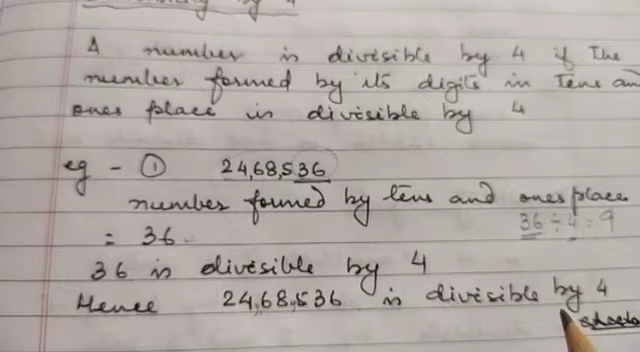 by 4
A number is divisible by 4 if the
number formed by its digits in tens and
ones place is divisible by 4
eg - ① 24,68,536
number formed by tens and ones place
36 ÷ 4 = 9
= 36
36 is divisible by 4
Hence 24,68,536 is divisible by 4